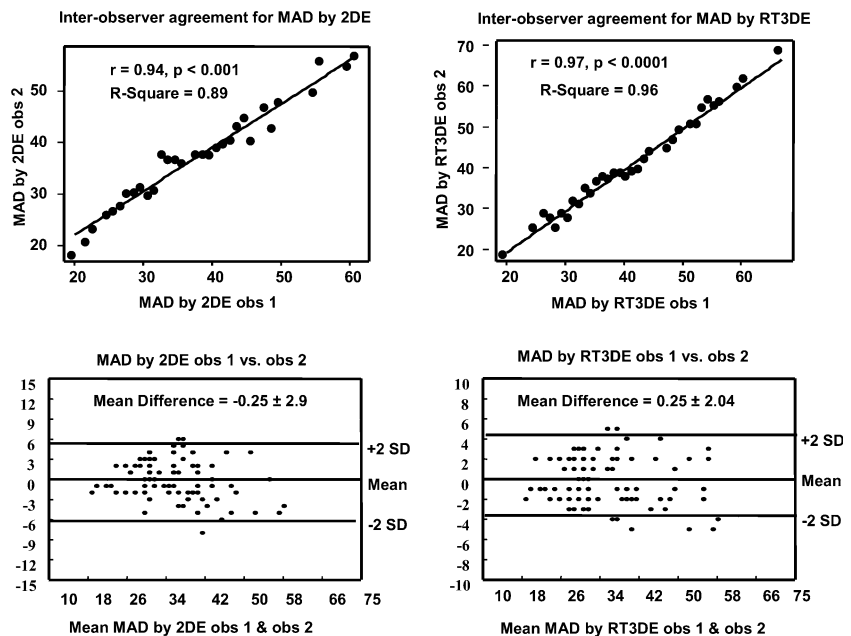 Inter-observer agreement for MAD by 2DE
r = 0.94, p < 0.001
R-Square = 0.89
MAD by 2DE obs 2
50
40
30
20
20 30 40 50 60
MAD by 2DE obs 1
Inter-observer agreement for MAD by RT3DE
r = 0.97, p < 0.0001
R-Square = 0.96
MAD by RT3DE obs 2
70
60
50
40
30
20
20 30 40 50 60
MAD by RT3DE obs 1
MAD by 2DE obs 1 vs. obs 2
Mean Difference = -0.25 ± 2.9
15
12
9
6
3
0
-3
-6
-9
-12
-15
+2 SD
Mean
-2 SD
10 18 26 34 42 50 58 66 75
Mean MAD by 2DE obs 1 & obs 2
MAD by RT3DE obs 1 vs. obs 2
Mean Difference = 0.25 ± 2.04
10
8
6
4
2
0
-2
-4
-6
-8
-10
+2 SD
Mean
-2 SD
10 18 26 34 42 50 58 66 75
Mean MAD by RT3DE obs 1 & obs 2